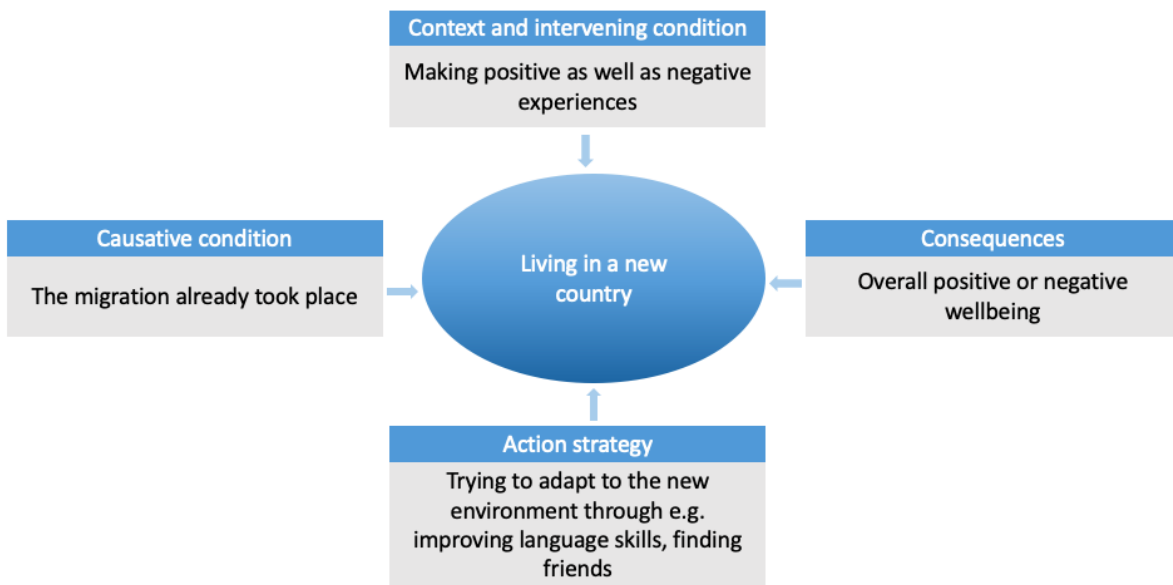 Context and intervening condition
Making positive as well as negative
experiences
Causative condition
The migration already took place
Living in a new
country
Consequences
Overall positive or negative
wellbeing
Action strategy
Trying to adapt to the new
environment through e.g.
improving language skills, finding
friends